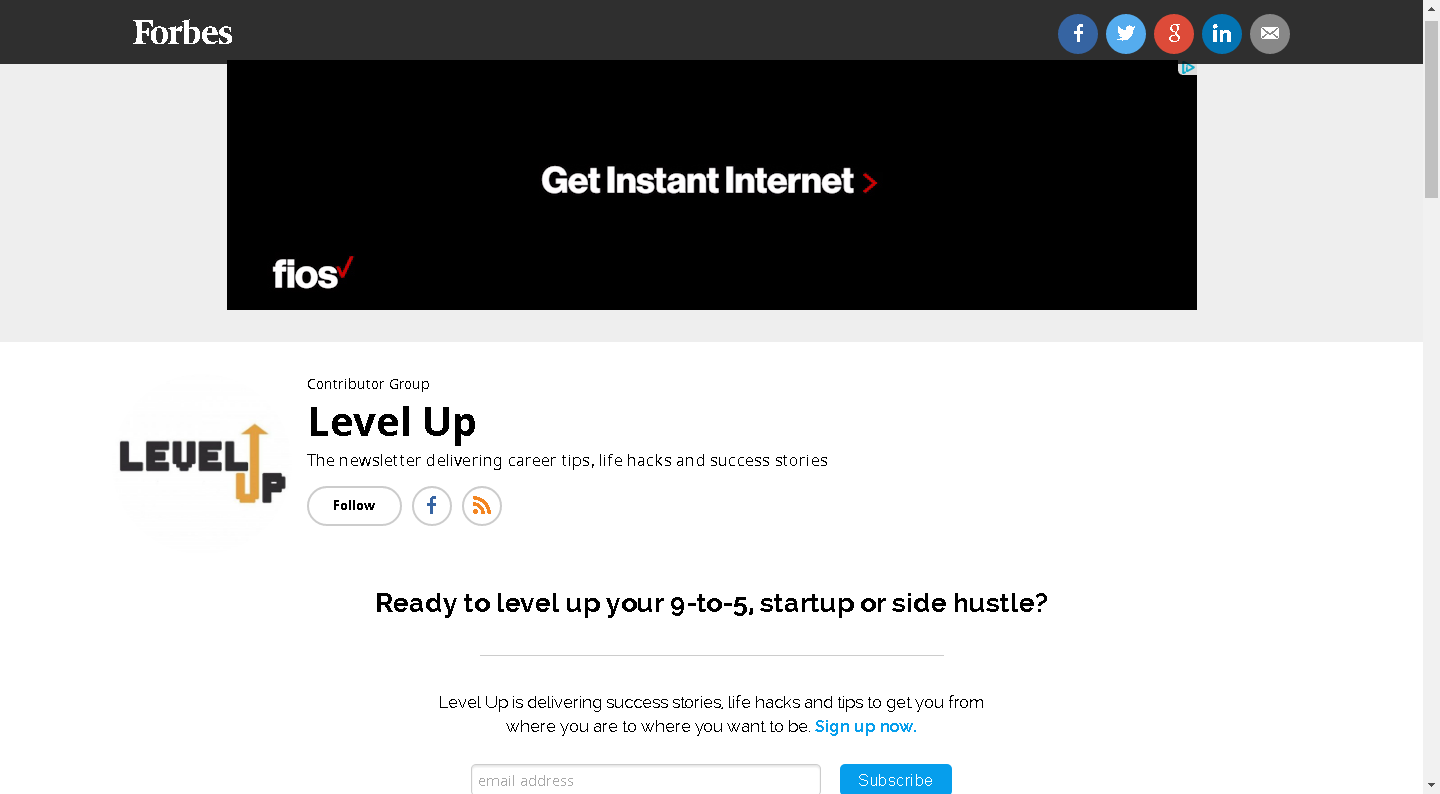 Forbes
Get Instant Internet >
fios✓
Contributor Group
Level Up
LEVEL UP
The newsletter delivering career tips, life hacks and success stories
Follow
Ready to level up your 9-to-5, startup or side hustle?
Level Up is delivering success stories, life hacks and tips to get you from
where you are to where you want to be. Sign up now.
email address
Subscribe